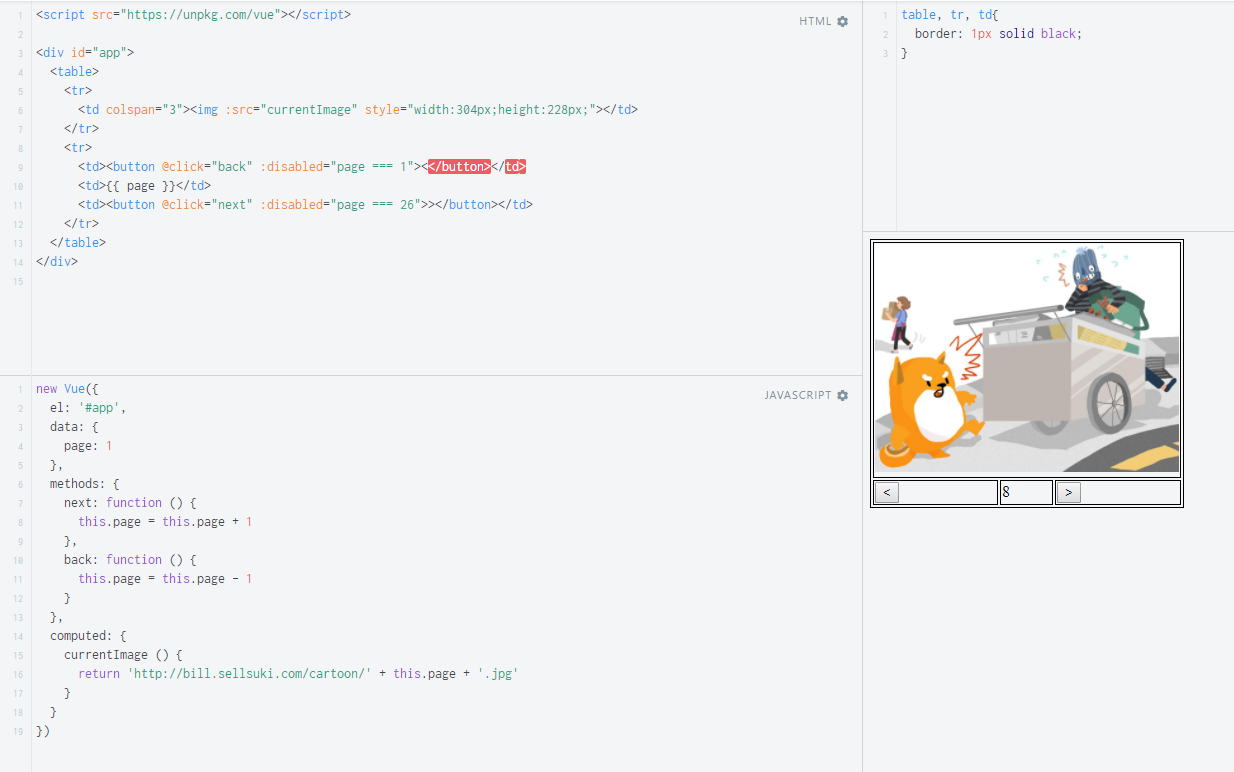 1 <script src="https://unpkg.com/vue"></script>
HTML
2
3 <div id="app">
4   <table>
5     <tr>
6       <td colspan="3"><img :src="currentImage" style="width:304px;height:228px;"></td>
7     </tr>
8     <tr>
9       <td><button @click="back" :disabled="page === 1"><</button></td>
10       <td>{{ page }}</td>
11       <td><button @click="next" :disabled="page === 26">></button></td>
12     </tr>
13   </table>
14 </div>
15
1 new Vue({
JAVASCRIPT
2   el: '#app',
3   data: {
4     page: 1
5   },
6   methods: {
7     next: function () {
8       this.page = this.page + 1
9     },
10     back: function () {
11       this.page = this.page - 1
12     }
13   },
14   computed: {
15     currentImage () {
16       return 'http://bill.sellsuki.com/cartoon/' + this.page + '.jpg'
17     }
18   }
19 })
1 table, tr, td{
2   border: 1px solid black;
3 }
< 8 >